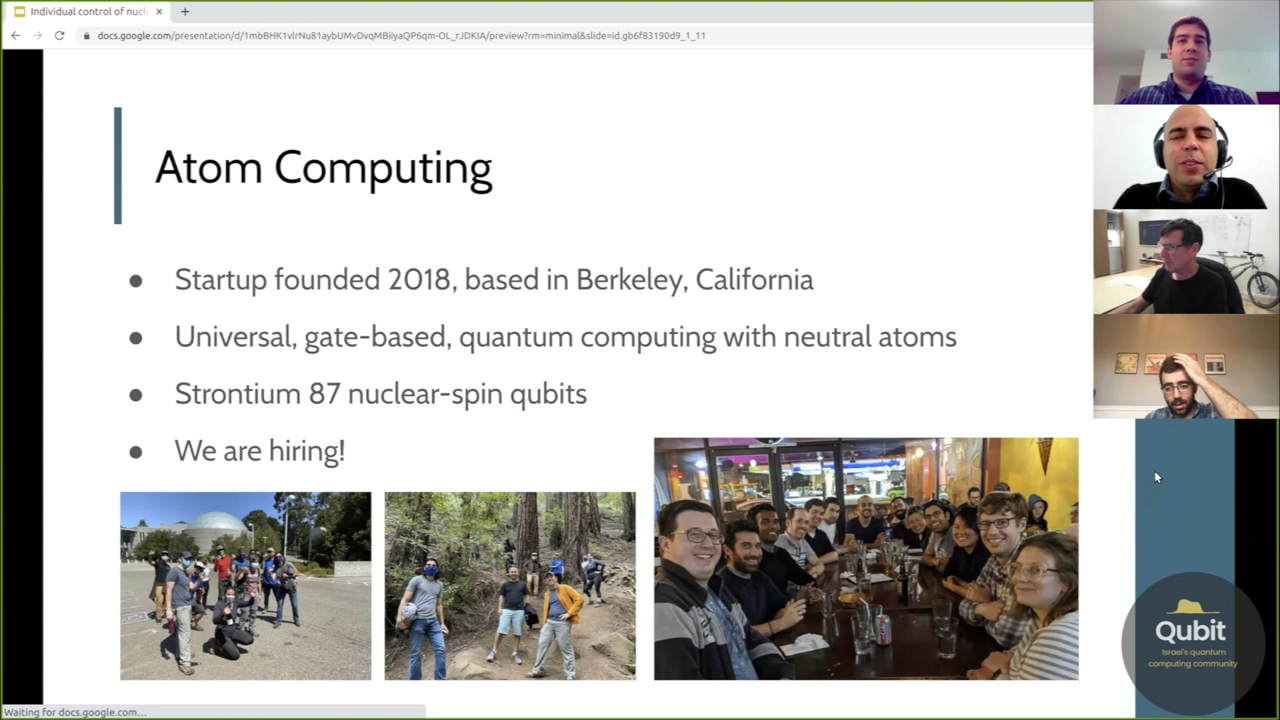 Individual control of nucl
docs.google.com/presentation/d/1mbBHK1vlrNu81aybUMvDvqMBiiyaQP6qm-OL_rJDKIA/preview?rm=minimal&slide=id.gb6f83190d9_1_11
Atom Computing
● Startup founded 2018, based in Berkeley, California
● Universal, gate-based, quantum computing with neutral atoms
● Strontium 87 nuclear-spin qubits
● We are hiring!
Qubit
Israel's quantum
computing community
Waiting for docs.google.com...